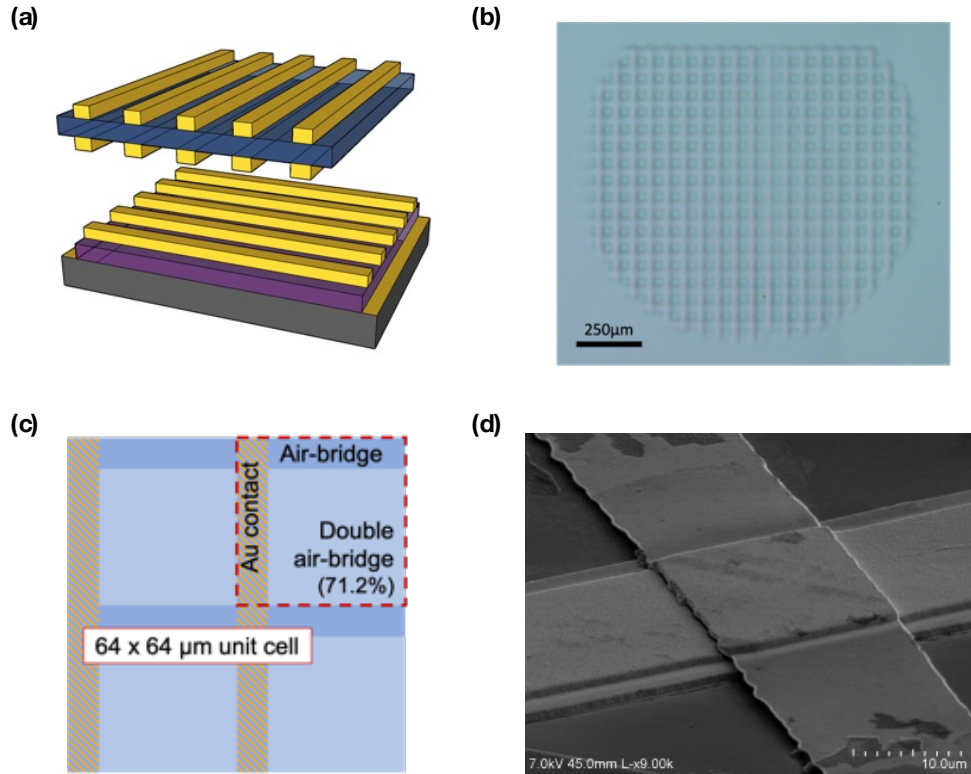 (a)
(b)
250μm
(c)
Air-bridge
Au contact
Double
air-bridge
(71.2%)
64 x 64 μm unit cell
(d)
7.0kV 45.0mm L-x9.00k
10.0um